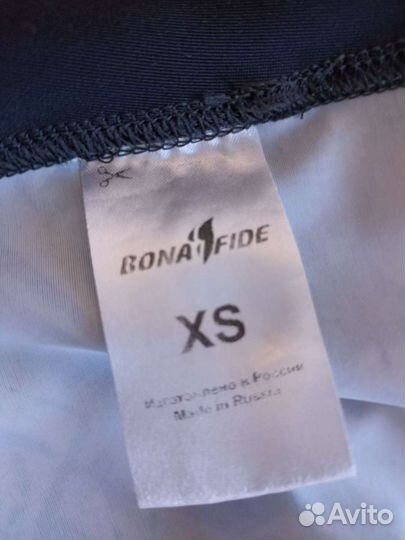 BONA FIDE
XS
Изготовлено в России
Made in Russia
Avito